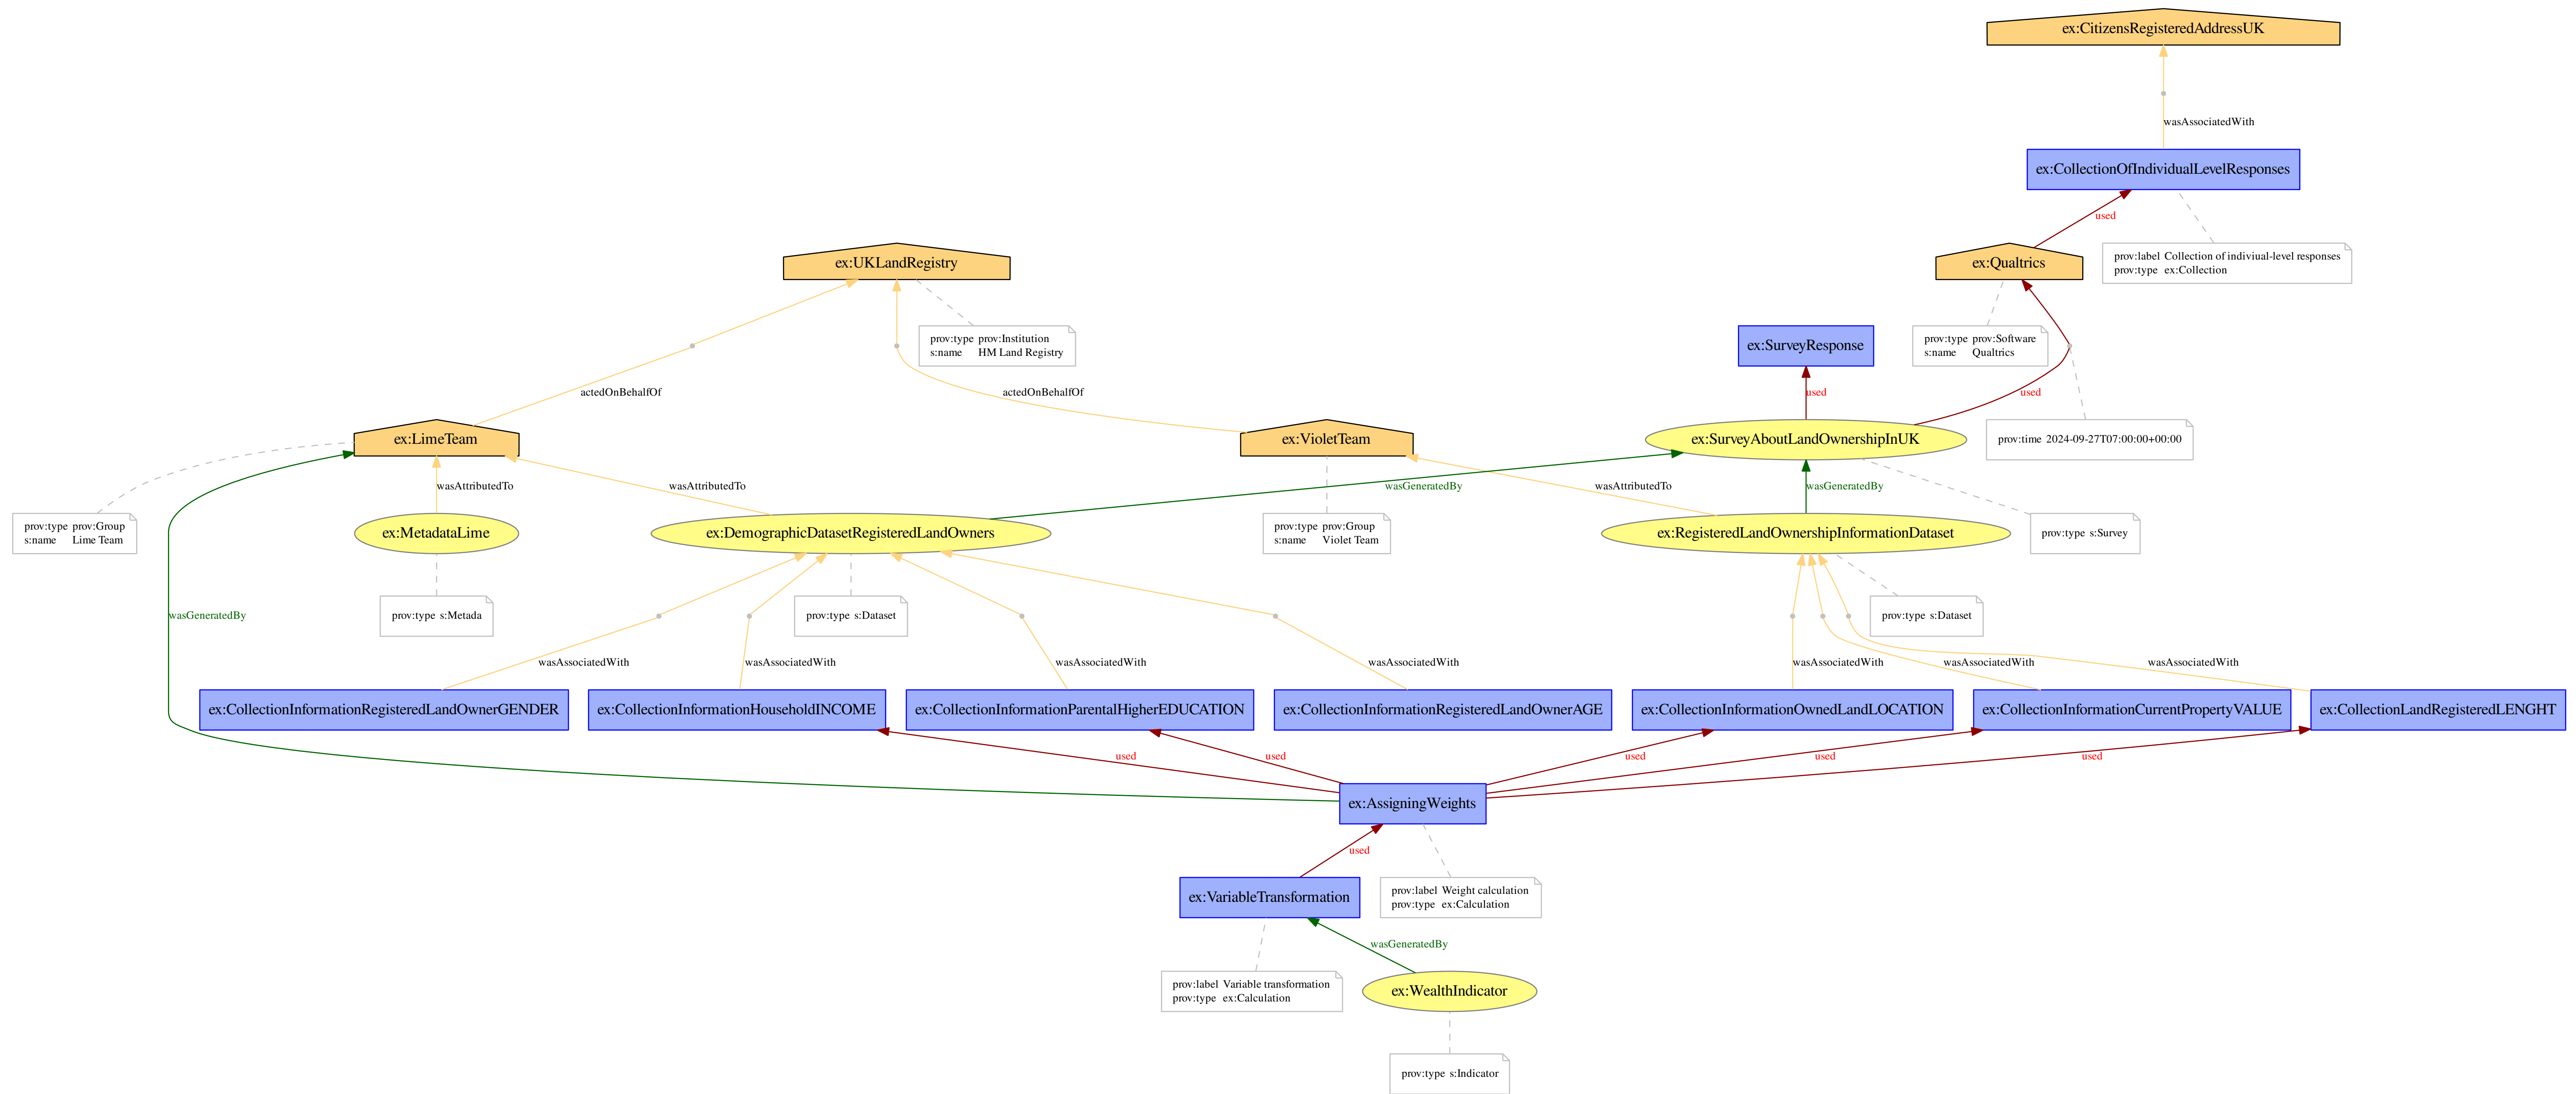 ex:CitizensRegisteredAddressUK
wasAssociatedWith
ex:CollectionOfIndividualLevelResponses
used
ex:UKLandRegistry
ex:Qualtrics
prov:label Collection of indiviual-level responses
prov:type ex:Collection
prov:type prov:Institution
s:name HM Land Registry
ex:SurveyResponse
prov:type prov:Software
s:name Qualtrics
actedOnBehalfOf
actedOnBehalfOf
used
used
ex:LimeTeam
ex:VioletTeam
ex:SurveyAboutLandOwnershipInUK
prov:time 2024-09-27T07:00:00+00:00
wasAttributedTo
wasAttributedTo
wasGeneratedBy
wasAttributedTo
wasGeneratedBy
prov:type prov:Group
s:name Lime Team
ex:MetadataLime
ex:DemographicDatasetRegisteredLandOwners
prov:type prov:Group
s:name Violet Team
ex:RegisteredLandOwnershipInformationDataset
prov:type s:Survey
wasGeneratedBy
prov:type s:Metada
prov:type s:Dataset
prov:type s:Dataset
wasAssociatedWith
wasAssociatedWith
wasAssociatedWith
wasAssociatedWith
wasAssociatedWith
wasAssociatedWith
wasAssociatedWith
ex:CollectionInformationRegisteredLandOwnerGENDER
ex:CollectionInformationHouseholdINCOME
ex:CollectionInformationParentalHigherEDUCATION
ex:CollectionInformationRegisteredLandOwnerAGE
ex:CollectionInformationOwnedLandLOCATION
ex:CollectionInformationCurrentPropertyVALUE
ex:CollectionLandRegisteredLENGHT
used
used
used
used
used
ex:AssigningWeights
used
ex:VariableTransformation
prov:label Weight calculation
prov:type ex:Calculation
wasGeneratedBy
prov:label Variable transformation
prov:type ex:Calculation
ex:WealthIndicator
prov:type s:Indicator